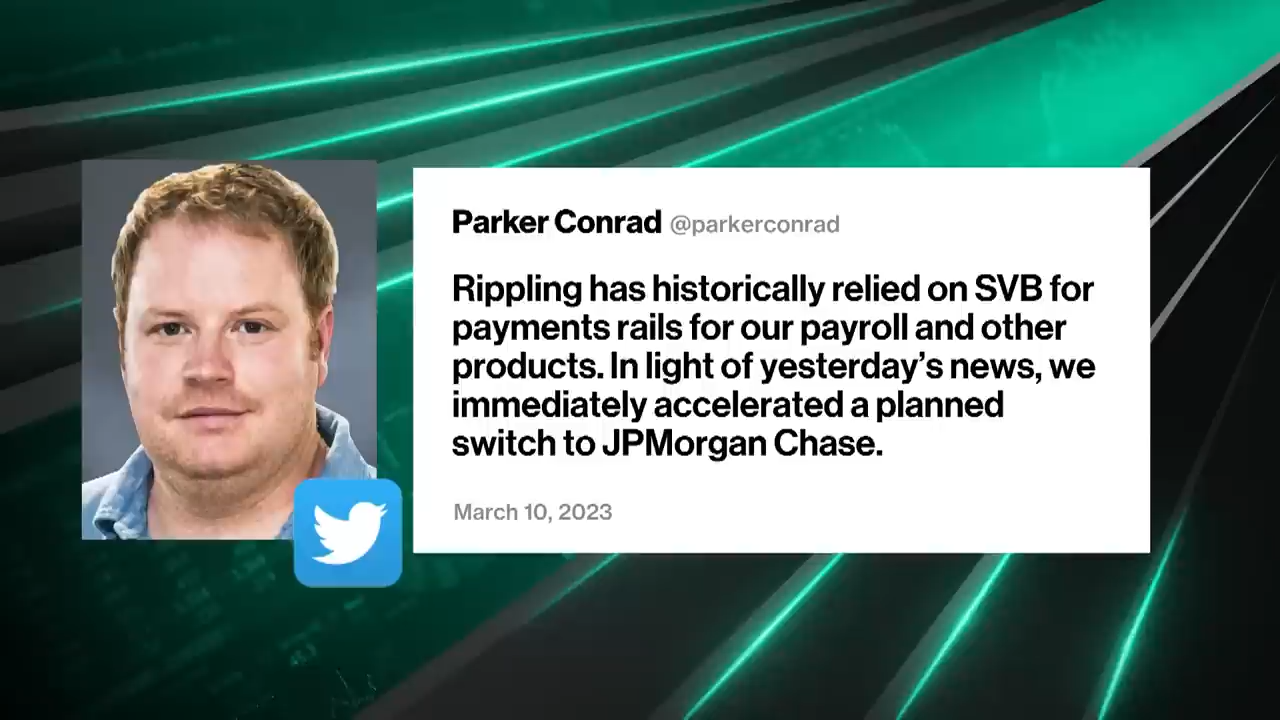 Parker Conrad @parkerconrad
Rippling has historically relied on SVB for
payments rails for our payroll and other
products. In light of yesterday’s news, we
immediately accelerated a planned
switch to JPMorgan Chase.
March 10, 2023